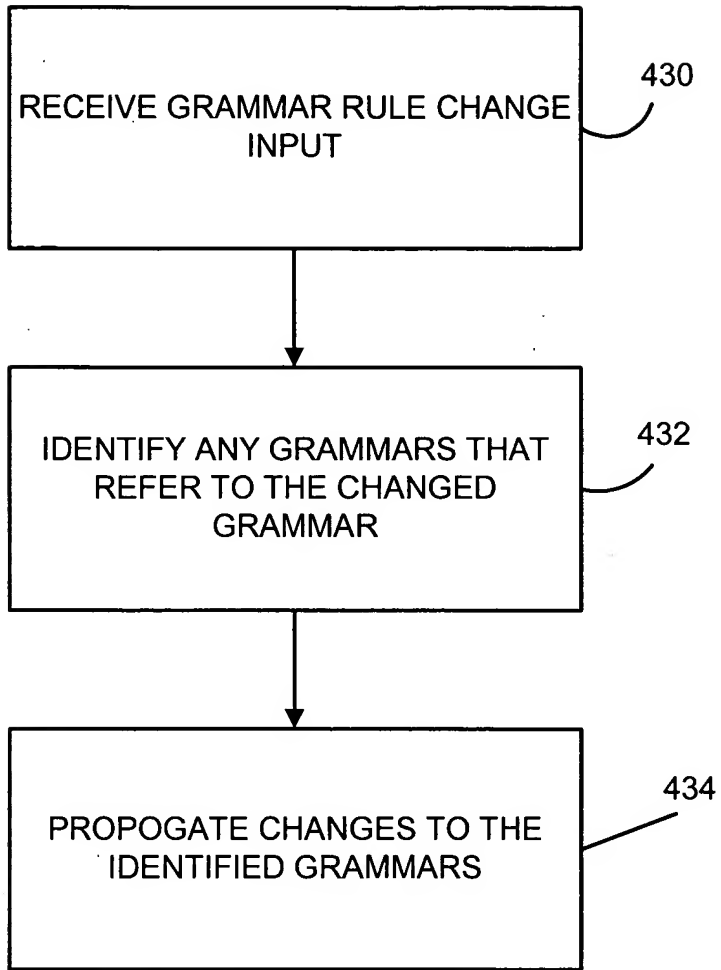 RECEIVE GRAMMAR RULE CHANGE
INPUT
430
IDENTIFY ANY GRAMMARS THAT
REFER TO THE CHANGED
GRAMMAR
432
PROPOGATE CHANGES TO THE
IDENTIFIED GRAMMARS
434